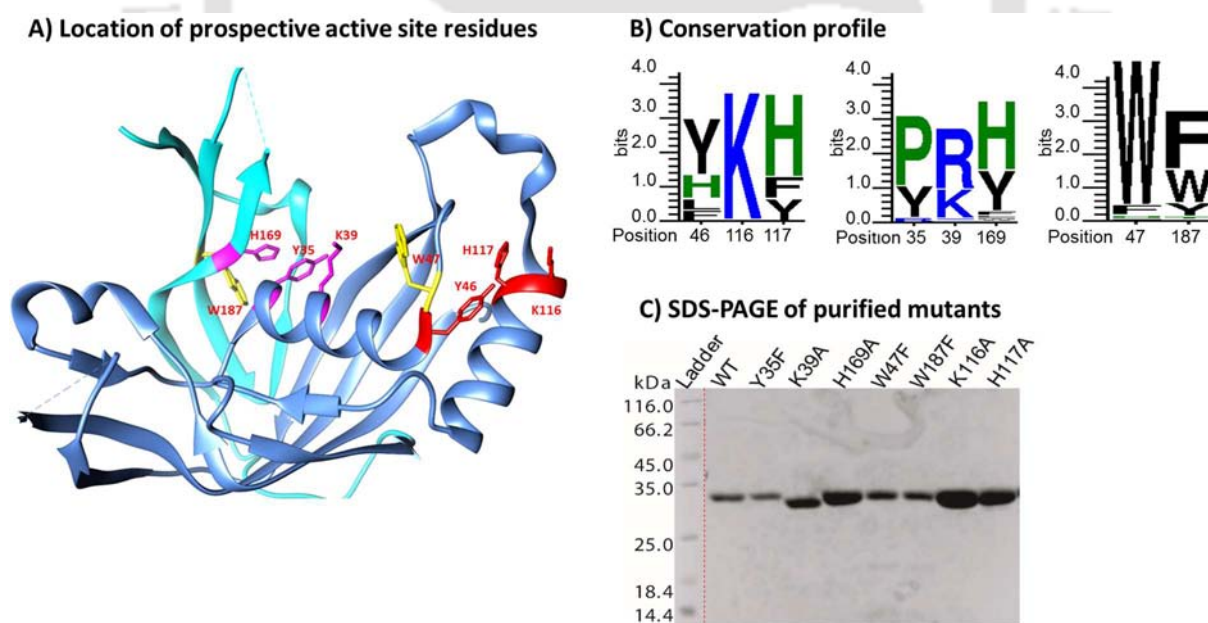 A) Location of prospective active site residues
H169
Y35
K39
W187
W47
H117
Y46
K116
B) Conservation profile
4.0
3.0
2.0
1.0
0.0
bits
YKH
H F
F Y
Position 46 116 117
4.0
3.0
2.0
1.0
0.0
bits
PRH
YKY
Position 35 39 169
4.0
3.0
2.0
1.0
0.0
bits
WF
W
Y
Position 47 187
C) SDS-PAGE of purified mutants
kDa Ladder WT Y35F K39A H169A W47F W187F K116A H117A
116.0
66.2
45.0
35.0
25.0
18.4
14.4